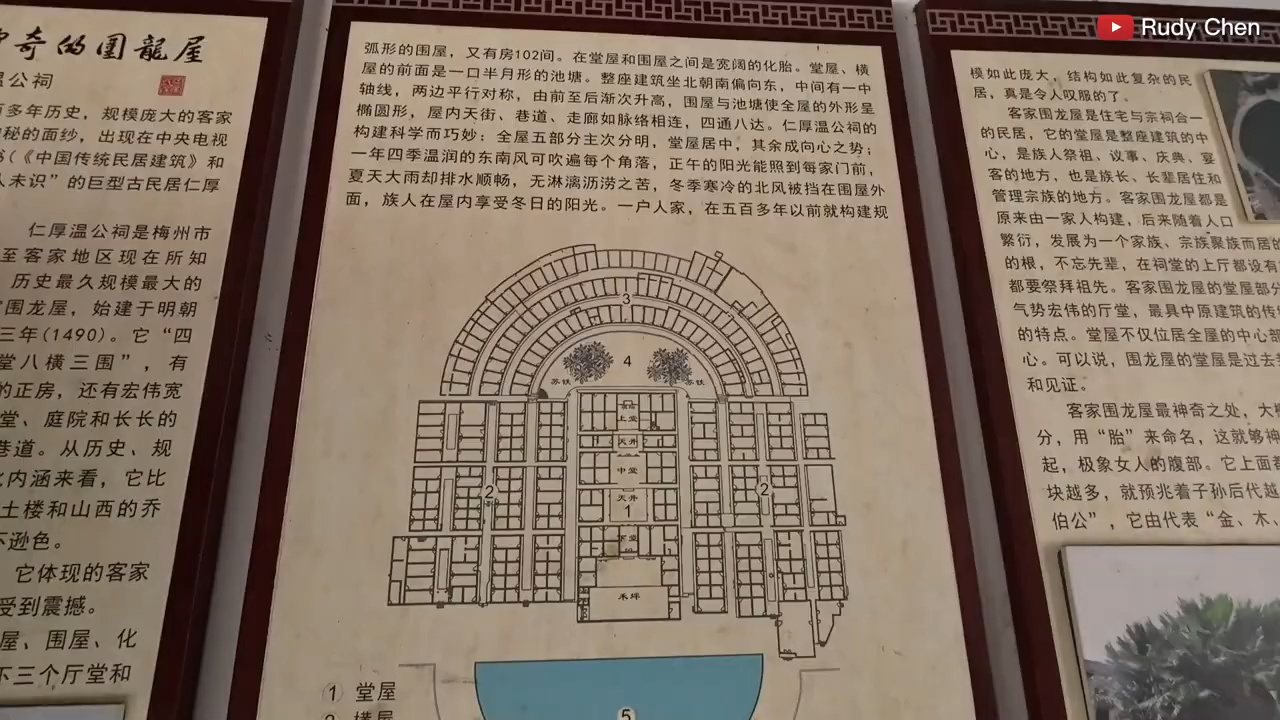 奇的圍龍屋
温公祠
百多年历史，规模庞大的客家
秘的面纱，出现在中央电视
书(《中国传统民居建筑》和
人未识”的巨型古民居仁厚
仁厚温公祠是梅州市
至客家地区现在所知
历史最久规模最大的
围龙屋，始建于明朝
三年(1490)。它“四
堂八横三围”，有
的正房，还有宏伟宽
堂、庭院和长长的
巷道。从历史、规
内涵来看，它比
土楼和山西的乔
不逊色。
它体现的客家
受到震撼。
屋、围屋、化
不三个厅堂和
弧形的围屋，又有房102间。在堂屋和围屋之间是宽阔的化胎。堂屋、横
屋的前面是一口半月形的池塘。整座建筑坐北朝南偏向东，中间有一中
轴线，两边平行对称，由前至后渐次升高，围屋与池塘使全屋的外形呈
椭圆形，屋内天街、巷道、走廊如脉络相连，四通八达。仁厚温公祠的
构建科学而巧妙：全屋五部分主次分明，堂屋居中，其余成向心之势；
一年四季温润的东南风可吹遍每个角落，正午的阳光能照到每家门前，
夏天大雨却排水顺畅，无淋漓沥涝之苦，冬季寒冷的北风被挡在围屋外
面，族人在屋内享受冬日的阳光。一户人家，在五百多年以前就构建规
3
4
苏铁
苏铁
上堂
天井
中堂
2
2
天井
1
下堂
禾坪
5
① 堂屋
② 横屋
模如此庞大，结构如此复杂的民
居，真是令人叹服的了。
客家围龙屋是住宅与宗祠合一
的民居，它的堂屋是整座建筑的中
心，是族人祭祖、议事、庆典、宴
客的地方，也是族长、长辈居住和
管理宗族的地方。客家围龙屋都是
原来由一家人构建，后来随着人口
繁衍，发展为一个家族、宗族聚族而居的
的根，不忘先辈，在祠堂的上厅都设有
都要祭拜祖先。客家围龙屋的堂屋部分
气势宏伟的厅堂，最具中原建筑的传
的特点。堂屋不仅位居全屋的中心部
心。可以说，围龙屋的堂屋是过去
和见证。
客家围龙屋最神奇之处，大
分，用“胎”来命名，这就够神
起，极象女人的腹部。它上面都
块越多，就预兆着子孙后代越
伯公”，它由代表“金、木、
Rudy Chen